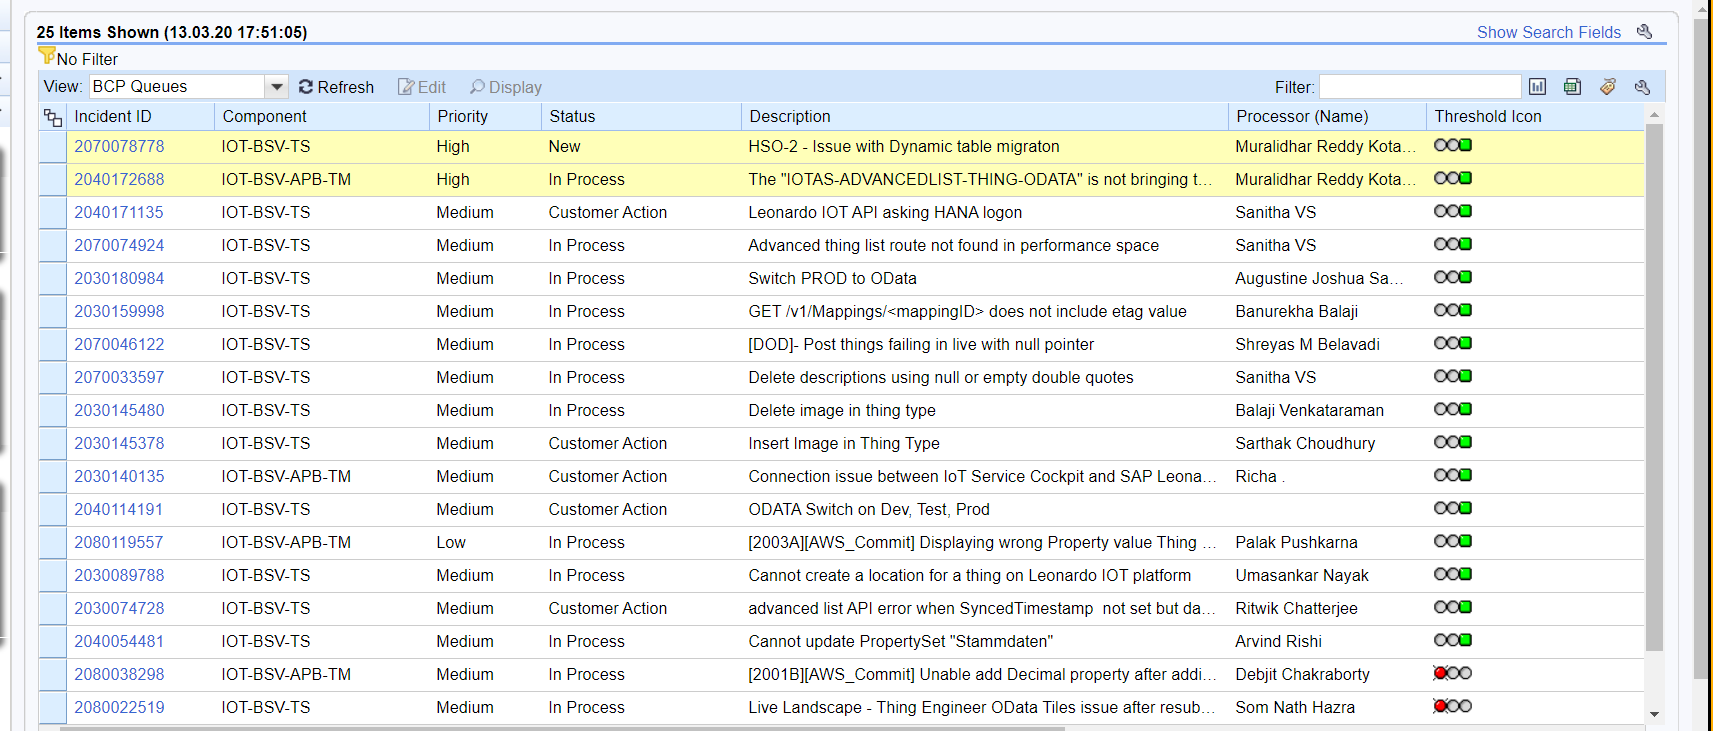 25 Items Shown (13.03.20 17:51:05) Show Search Fields
No Filter
View: BCP Queues Refresh Edit Display Filter:
Incident ID Component Priority Status Description Processor (Name) Threshold Icon
2070078778 IOT-BSV-TS High New HSO-2 - Issue with Dynamic table migraton Muralidhar Reddy Kota...
2040172688 IOT-BSV-APB-TM High In Process The "IOTAS-ADVANCEDLIST-THING-ODATA" is not bringing t... Muralidhar Reddy Kota...
2040171135 IOT-BSV-TS Medium Customer Action Leonardo IOT API asking HANA logon Sanitha VS
2070074924 IOT-BSV-TS Medium In Process Advanced thing list route not found in performance space Sanitha VS
2030180984 IOT-BSV-TS Medium In Process Switch PROD to OData Augustine Joshua Sa...
2030159998 IOT-BSV-TS Medium In Process GET /v1/Mappings/<mappingID> does not include etag value Banurekha Balaji
2070046122 IOT-BSV-TS Medium In Process [DOD]- Post things failing in live with null pointer Shreyas M Belavadi
2070033597 IOT-BSV-TS Medium In Process Delete descriptions using null or empty double quotes Sanitha VS
2030145480 IOT-BSV-TS Medium In Process Delete image in thing type Balaji Venkataraman
2030145378 IOT-BSV-TS Medium Customer Action Insert Image in Thing Type Sarthak Choudhury
2030140135 IOT-BSV-APB-TM Medium Customer Action Connection issue between IoT Service Cockpit and SAP Leona... Richa .
2040114191 IOT-BSV-TS Medium Customer Action ODATA Switch on Dev, Test, Prod
2080119557 IOT-BSV-APB-TM Low In Process [2003A][AWS_Commit] Displaying wrong Property value Thing ... Palak Pushkarna
2030089788 IOT-BSV-TS Medium In Process Cannot create a location for a thing on Leonardo IOT platform Umasankar Nayak
2030074728 IOT-BSV-TS Medium Customer Action advanced list API error when SyncedTimestamp not set but da... Ritwik Chatterjee
2040054481 IOT-BSV-TS Medium In Process Cannot update PropertySet "Stammdaten" Arvind Rishi
2080038298 IOT-BSV-APB-TM Medium In Process [2001B][AWS_Commit] Unable add Decimal property after addi... Debjit Chakraborty
2080022519 IOT-BSV-TS Medium In Process Live Landscape - Thing Engineer OData Tiles issue after resub... Som Nath Hazra